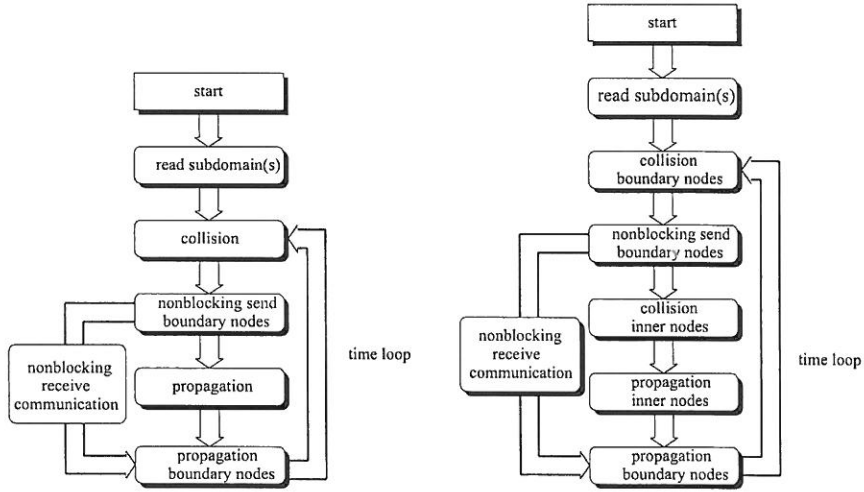 start
read subdomain(s)
collision
nonblocking send
boundary nodes
nonblocking
receive
communication
propagation
propagation
boundary nodes
time loop
start
read subdomain(s)
collision
boundary nodes
nonblocking send
boundary nodes
nonblocking
receive
communication
collision
inner nodes
propagation
inner nodes
propagation
boundary nodes
time loop